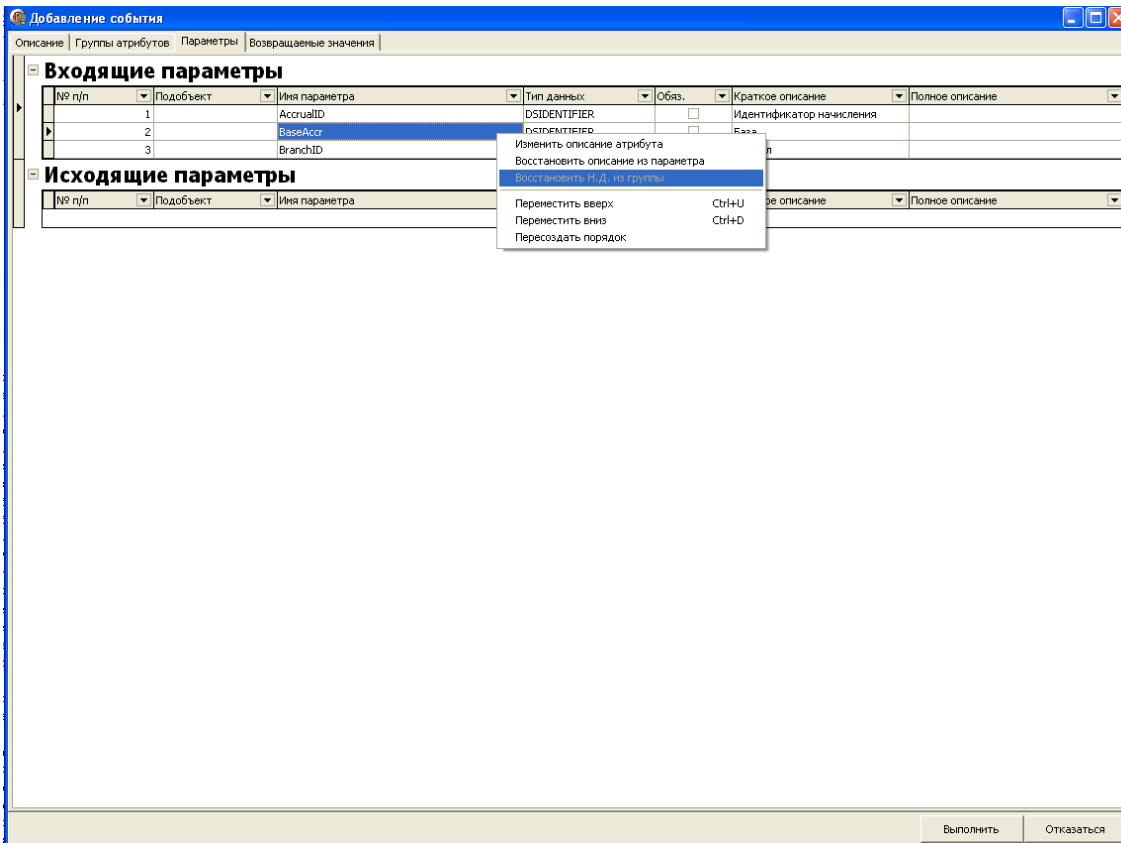 Добавление события
Описание Группы атрибутов Параметры Возвращаемые значения
Входящие параметры
№ п/п Подобъект Имя параметра Тип данных Обяз. Краткое описание Полное описание
1 AccrualID DSIDENTIFIER Идентификатор начисления
2 BaseAccr DSIDENTIFIER База
3 BranchID
Изменить описание атрибута
Восстановить описание из параметра
Восстановить Н.Д. из группы
Переместить вверх Ctrl+U
Переместить вниз Ctrl+D
Пересоздать порядок
Исходящие параметры
№ п/п Подобъект Имя параметра описание Полное описание
Выполнить Отказаться